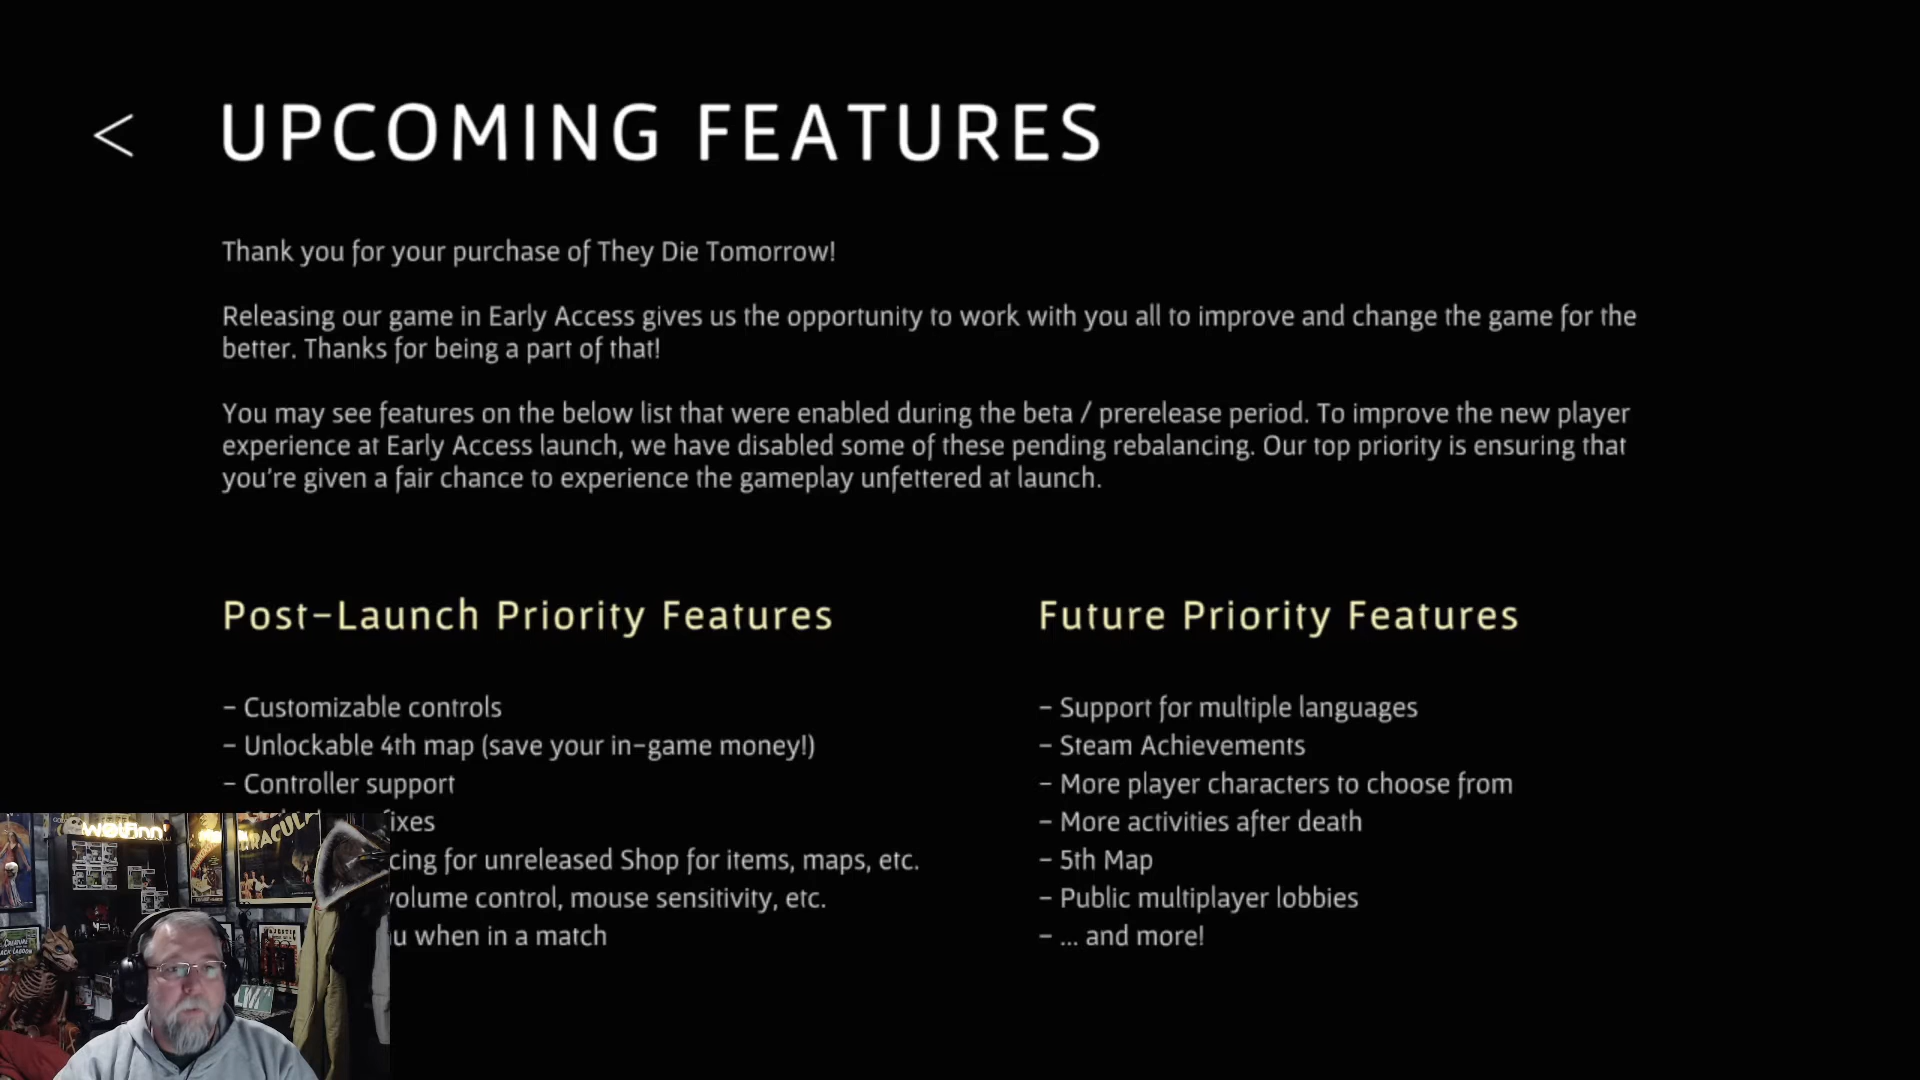 <
UPCOMING FEATURES
Thank you for your purchase of They Die Tomorrow!
Releasing our game in Early Access gives us the opportunity to work with you all to improve and change the game for the
better. Thanks for being a part of that!
You may see features on the below list that were enabled during the beta / prerelease period. To improve the new player
experience at Early Access launch, we have disabled some of these pending rebalancing. Our top priority is ensuring that
you're given a fair chance to experience the gameplay unfettered at launch.
Post-Launch Priority Features
- Customizable controls
- Unlockable 4th map (save your in-game money!)
- Controller support
fixes
cing for unreleased Shop for items, maps, etc.
volume control, mouse sensitivity, etc.
u when in a match
Future Priority Features
- Support for multiple languages
- Steam Achievements
- More player characters to choose from
- More activities after death
- 5th Map
- Public multiplayer lobbies
- ... and more!
DRACULA
CREATURE